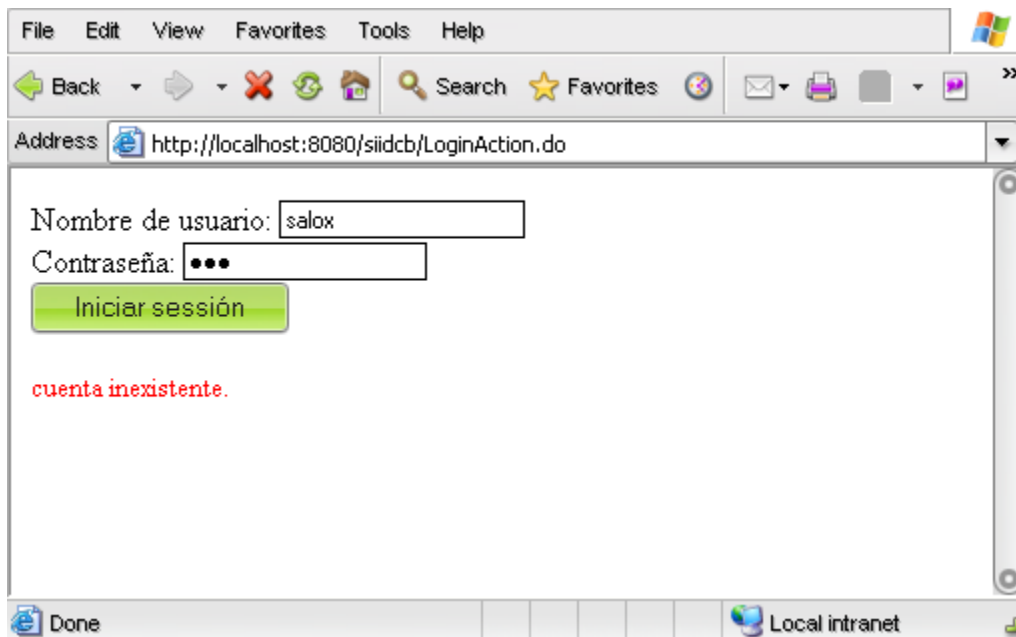 File Edit View Favorites Tools Help
Back Search Favorites »
Address http://localhost:8080/siidcb/LoginAction.do
Nombre de usuario: salox
Contraseña: •••
Iniciar sessión
cuenta inexistente.
Done Local intranet